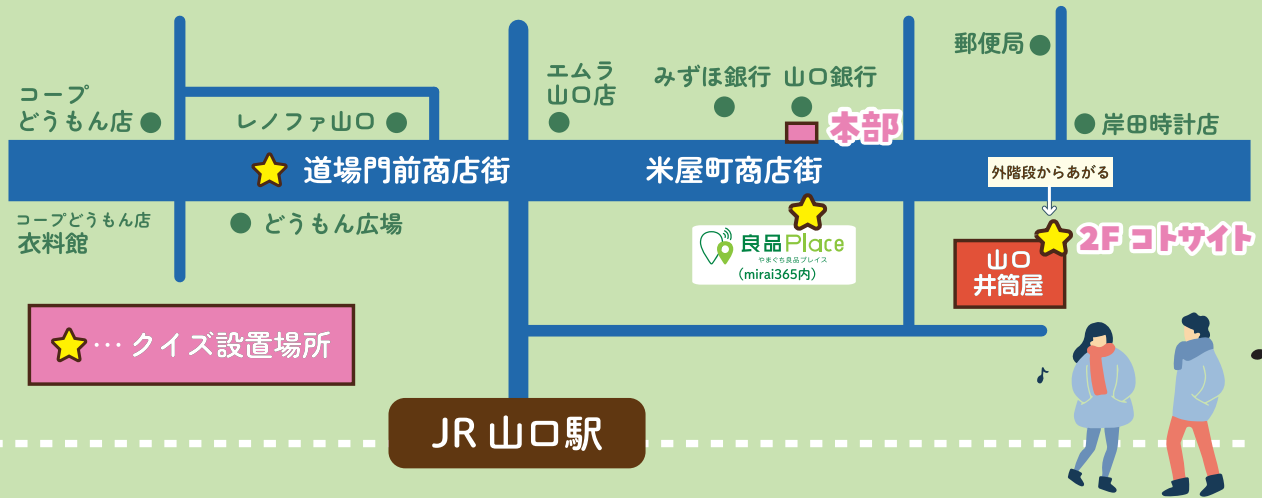 コープ
どうもん店
レノファ山口
エムラ
山口店
みずほ銀行
山口銀行
本部
郵便局
岸田時計店
道場門前商店街
米屋町商店街
外階段からあがる
コープどうもん店
衣料館
どうもん広場
良品Place
やまぐち良品プレイス
(mirai365内)
2F コトサイト
山口
井筒屋
…クイズ設置場所
JR 山口駅